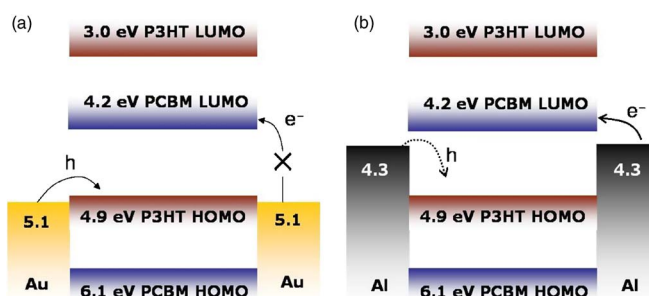 (a)
3.0 eV P3HT LUMO
4.2 eV PCBM LUMO
e⁻
h
5.1
4.9 eV P3HT HOMO
5.1
Au
6.1 eV PCBM HOMO
Au
(b)
3.0 eV P3HT LUMO
4.2 eV PCBM LUMO
e⁻
4.3
h
4.3
4.9 eV P3HT HOMO
Al
6.1 eV PCBM HOMO
Al